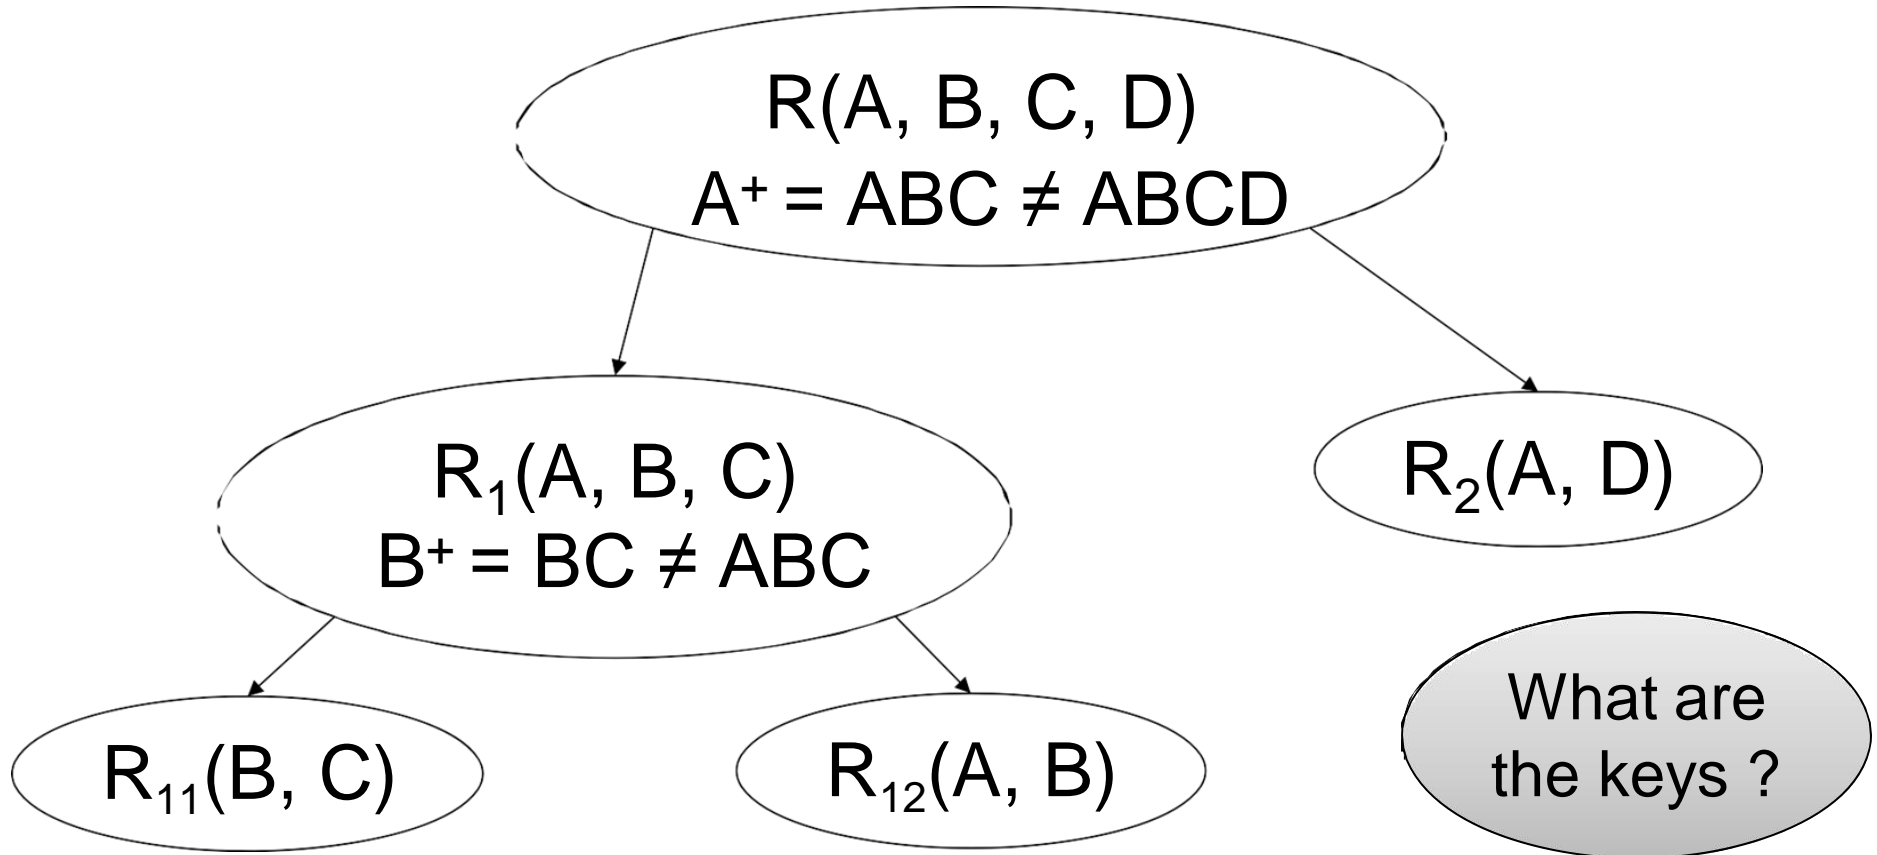 R(A, B, C, D)
A⁺ = ABC ≠ ABCD
R₁(A, B, C)
B⁺ = BC ≠ ABC
R₂(A, D)
R₁₁(B, C)
R₁₂(A, B)
What are
the keys ?